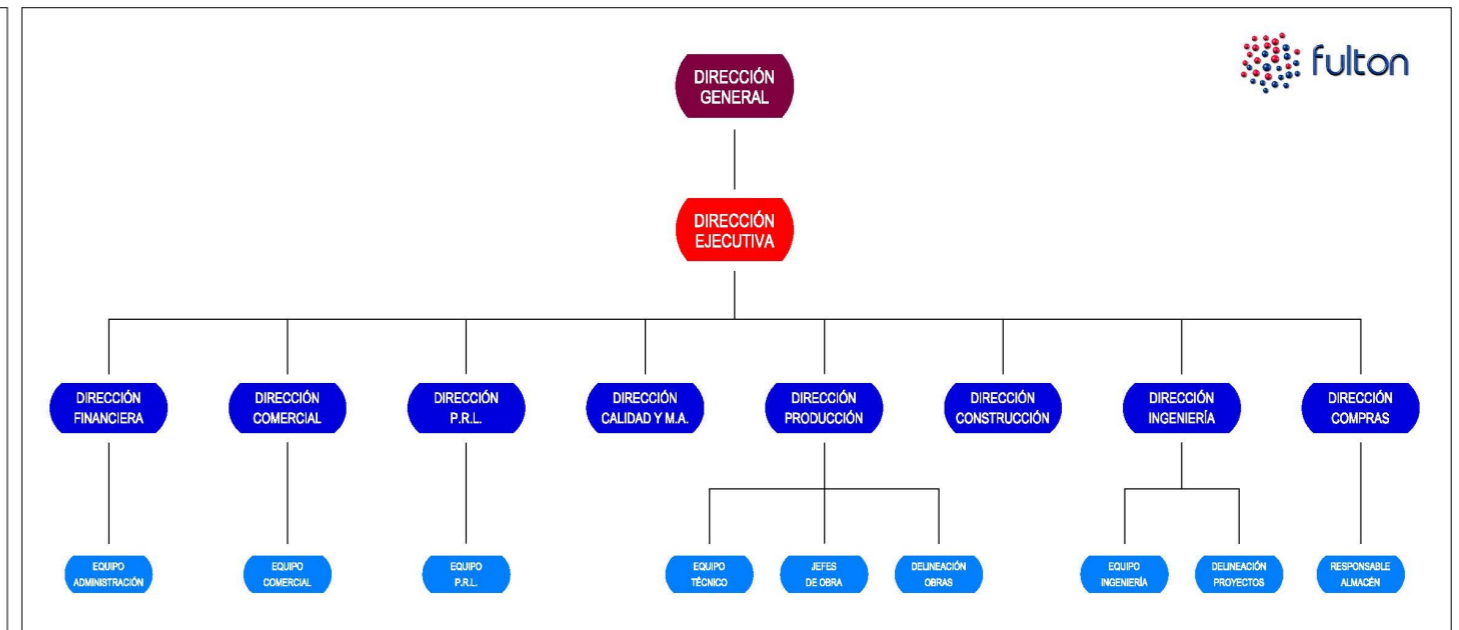 fulton
DIRECCIÓN
GENERAL
DIRECCIÓN
EJECUTIVA
DIRECCIÓN
FINANCIERA
DIRECCIÓN
COMERCIAL
DIRECCIÓN
P.R.L.
DIRECCIÓN
CALIDAD Y M.A.
DIRECCIÓN
PRODUCCIÓN
DIRECCIÓN
CONSTRUCCIÓN
DIRECCIÓN
INGENIERÍA
DIRECCIÓN
COMPRAS
EQUIPO
ADMINISTRACIÓN
EQUIPO
COMERCIAL
EQUIPO
P.R.L.
EQUIPO
TÉCNICO
JEFES
DE OBRA
DELINEACIÓN
OBRAS
EQUIPO
INGENIERÍA
DELINEACIÓN
PROYECTOS
RESPONSABLE
ALMACÉN